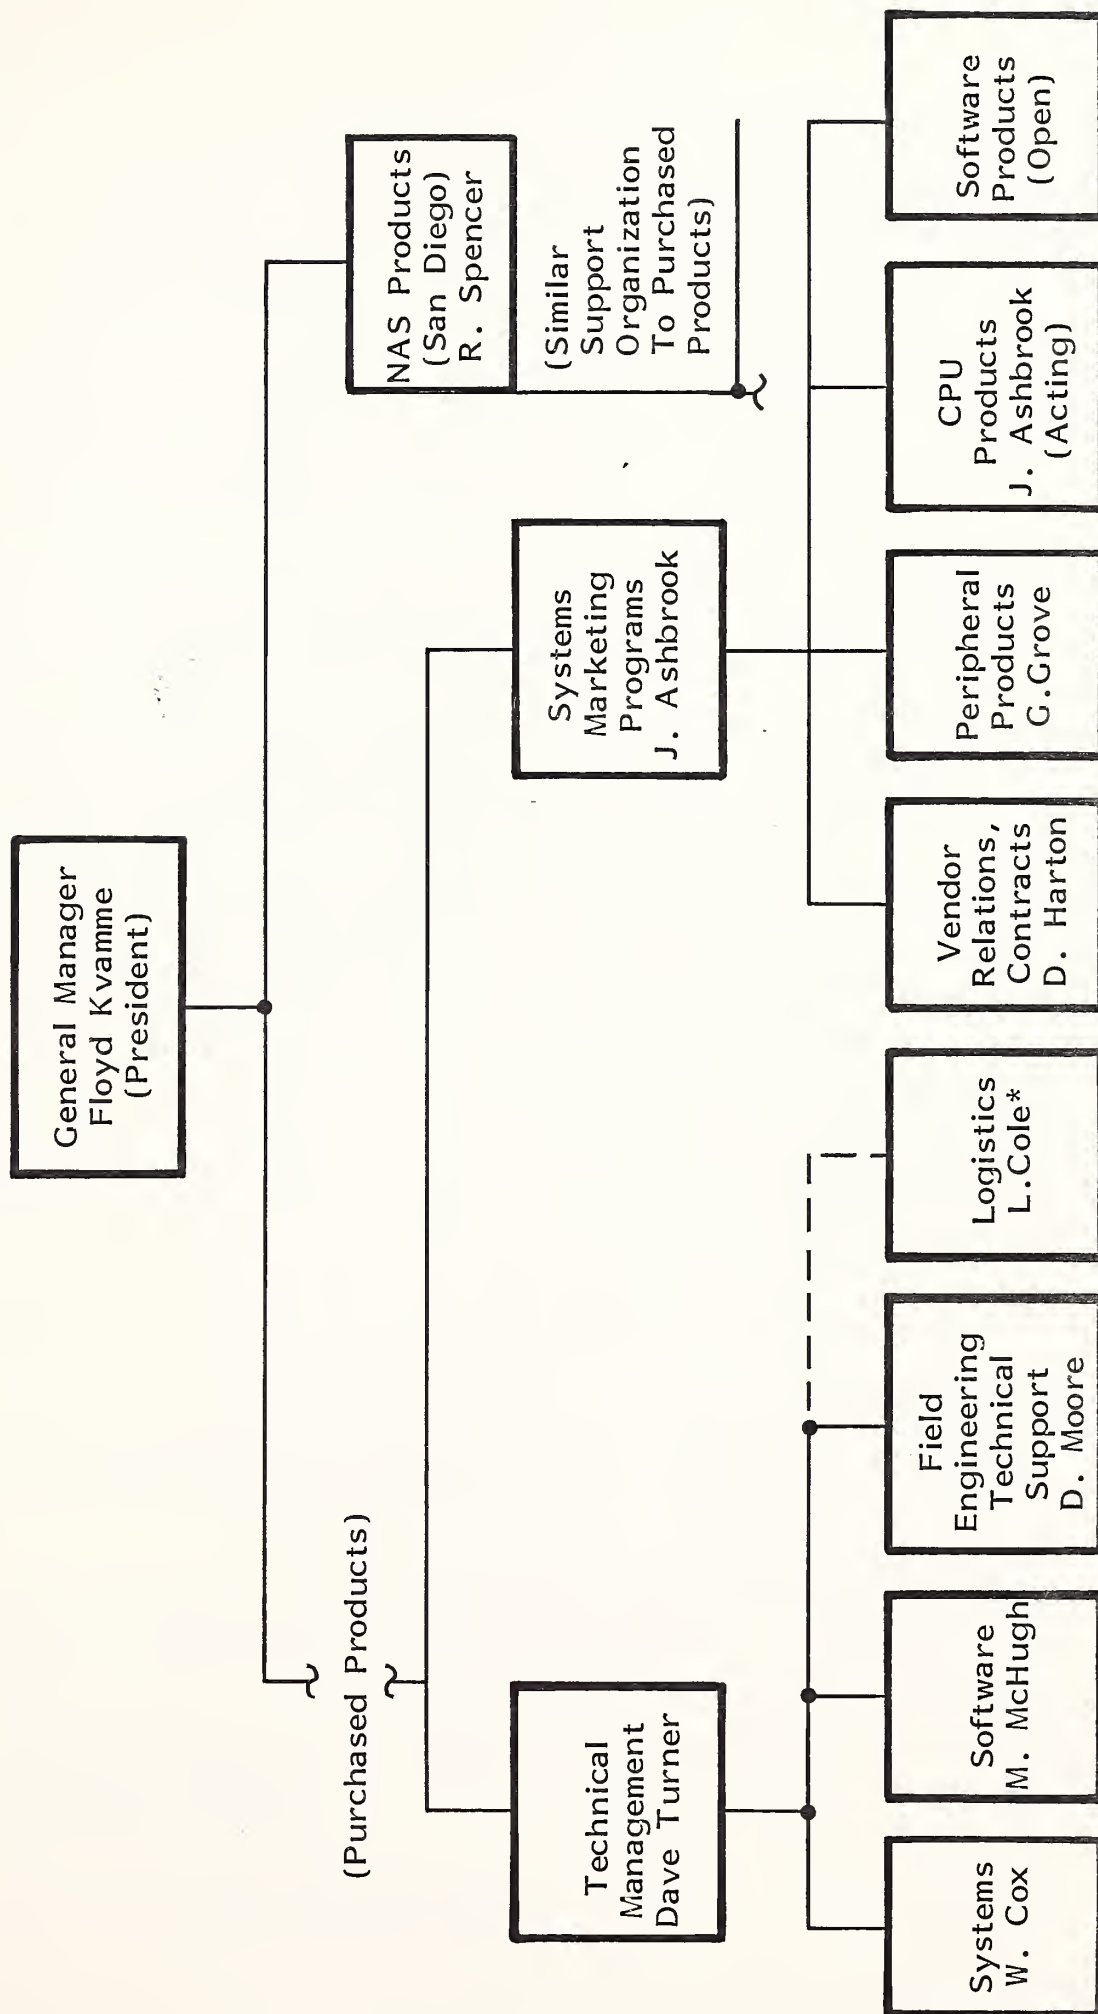 General Manager
Floyd Kvamme
(President)
(Purchased Products)
NAS Products
(San Diego)
R. Spencer
(Similar
Support
Organization
To Purchased
Products)
Technical
Management
Dave Turner
Systems
Marketing
Programs
J. Ashbrook
Systems
W. Cox
Software
M. McHugh
Field
Engineering
Technical
Support
D. Moore
Logistics
L.Cole*
Vendor
Relations,
Contracts
D. Harton
Peripheral
Products
G.Grove
CPU
Products
J. Ashbrook
(Acting)
Software
Products
(Open)